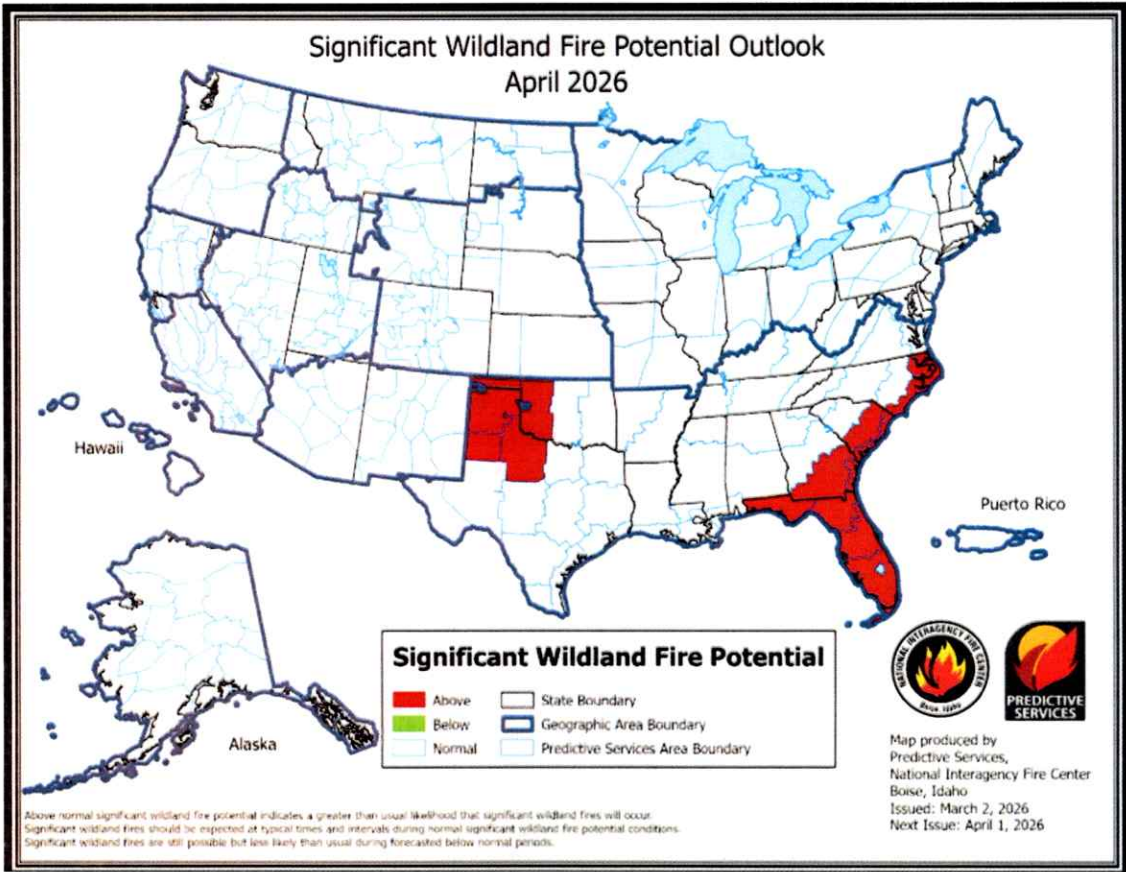 Significant Wildland Fire Potential Outlook
April 2026
Hawaii
Puerto Rico
Alaska
Significant Wildland Fire Potential
Above
State Boundary
Below
Geographic Area Boundary
Normal
Predictive Services Area Boundary
NATIONAL INTERAGENCY FIRE CENTER
Boise, Idaho
PREDICTIVE
SERVICES
Map produced by
Predictive Services,
National Interagency Fire Center
Boise, Idaho
Issued: March 2, 2026
Next Issue: April 1, 2026
Above normal significant wildland fire potential indicates a greater than usual likelihood that significant wildland fires will occur.
Significant wildland fires should be expected at typical times and intervals during normal significant wildland fire potential conditions.
Significant wildland fires are still possible but less likely than usual during forecasted below normal periods.